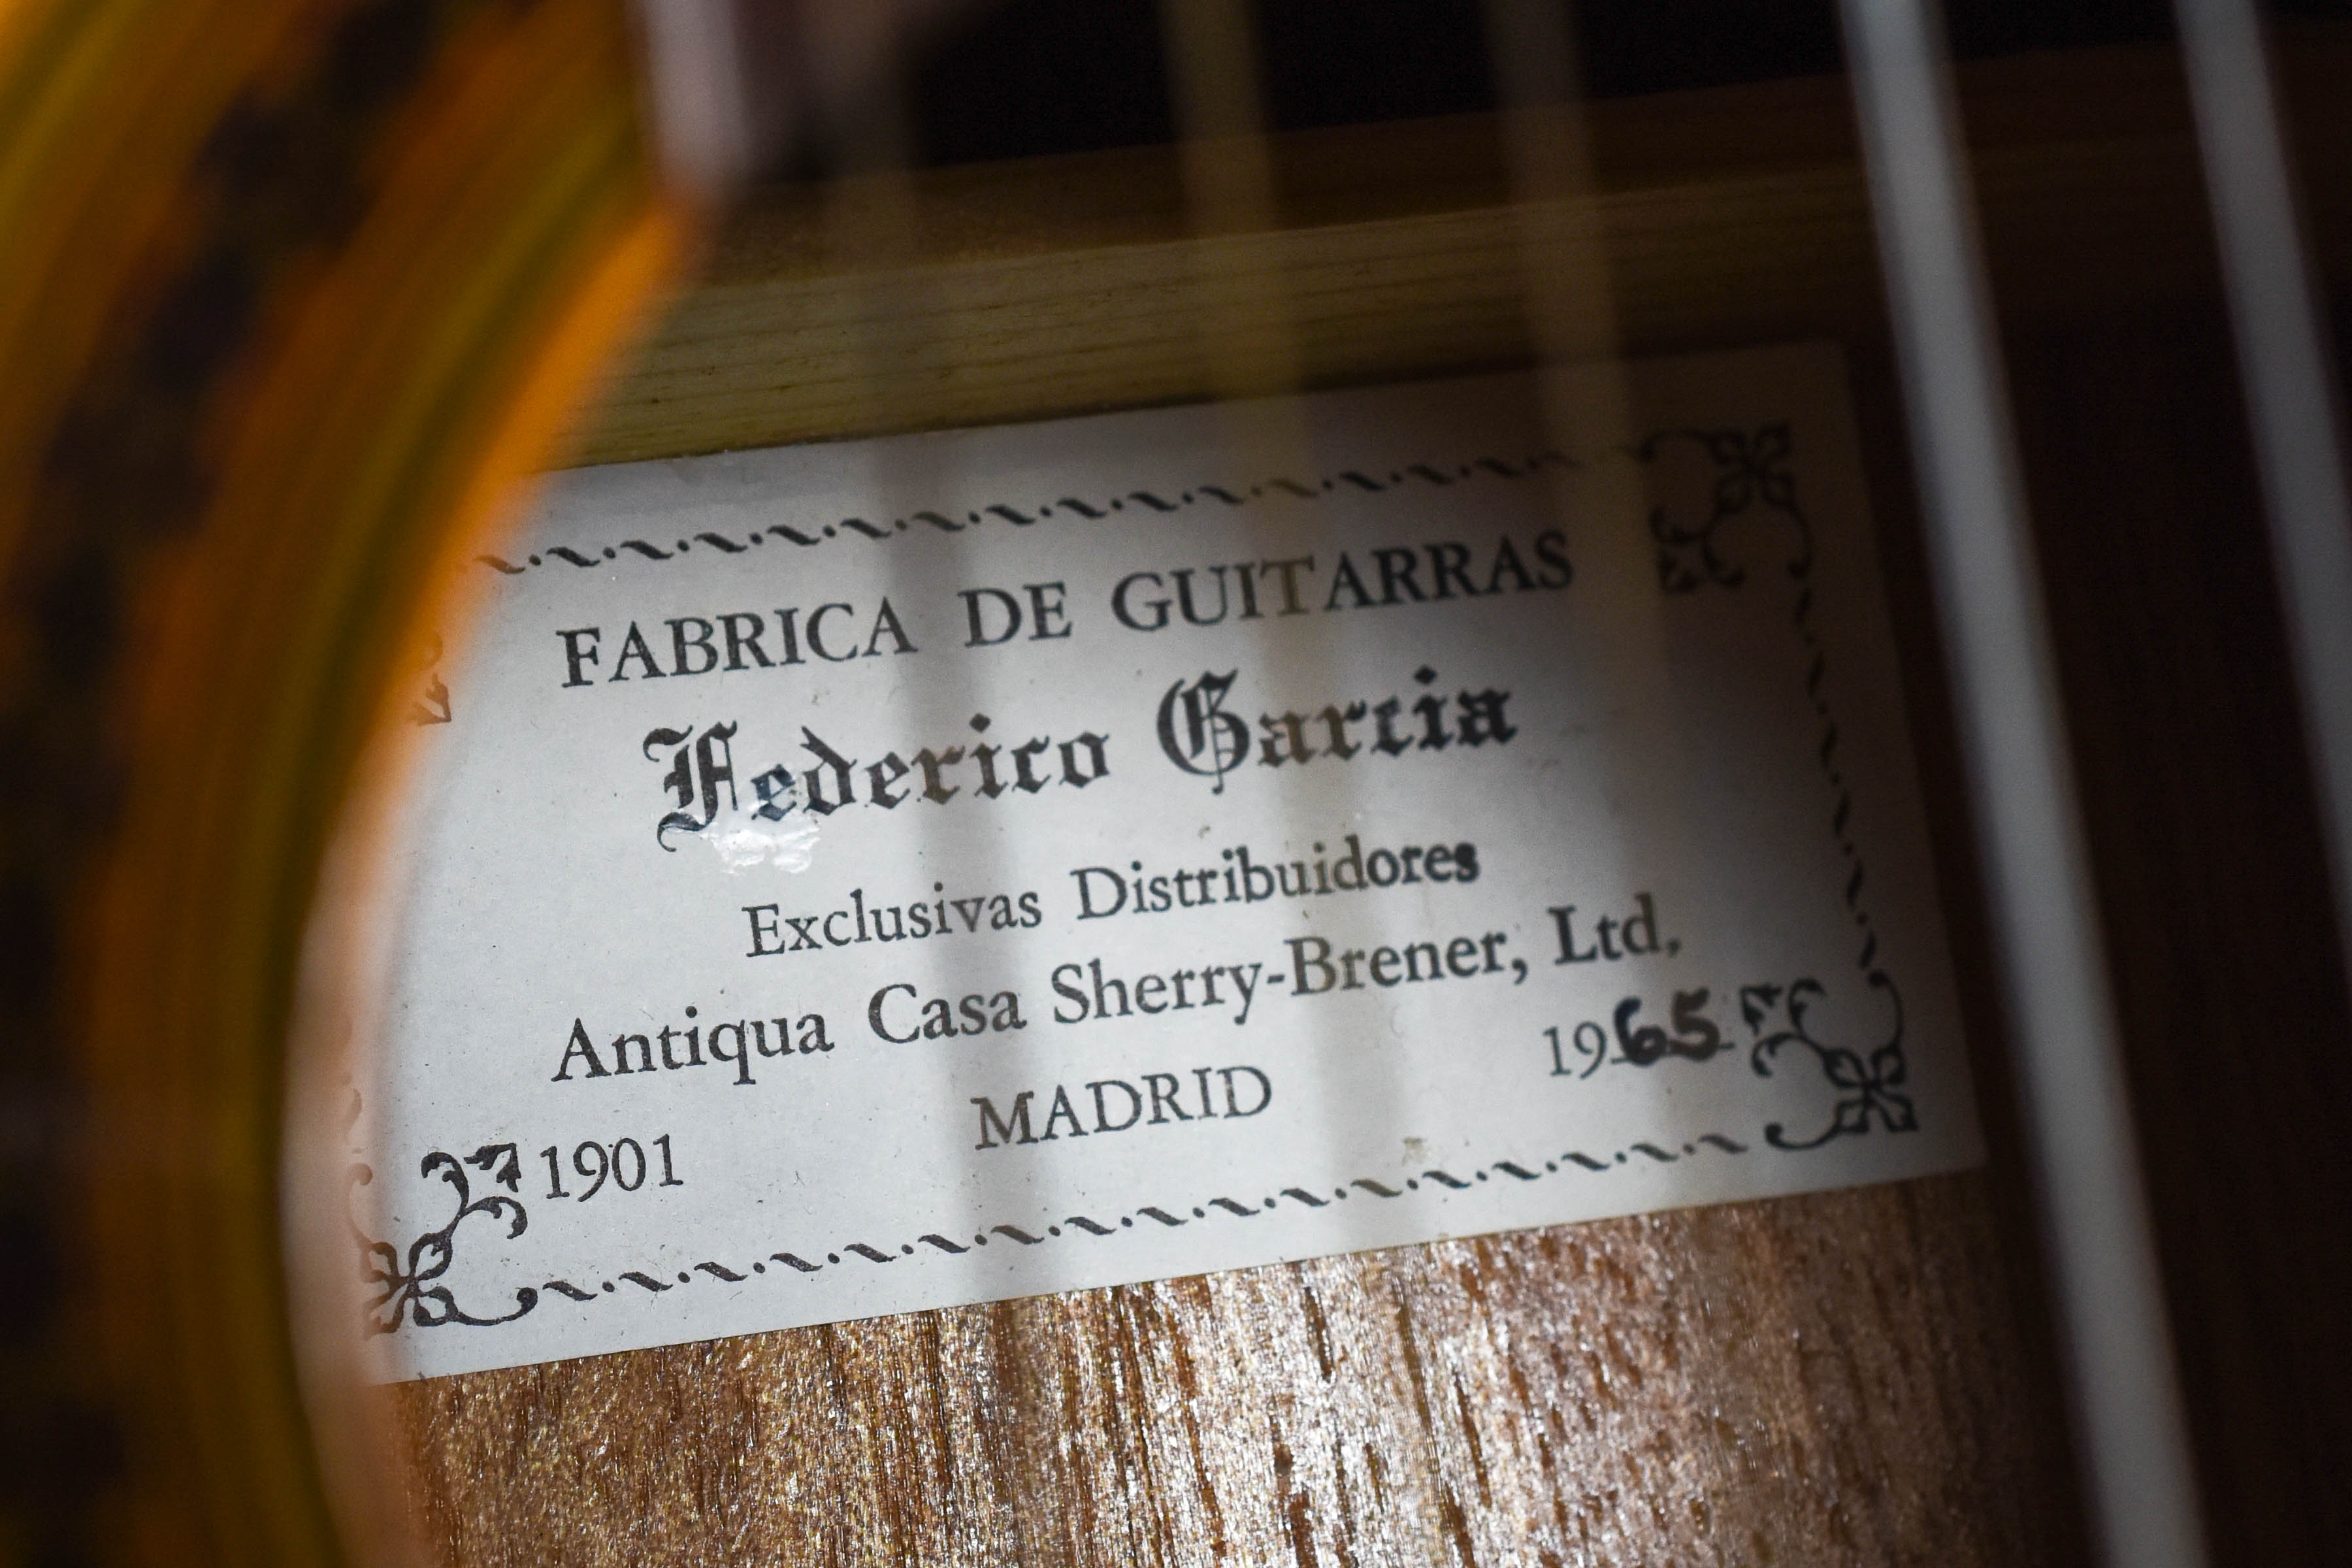 FABRICA DE GUITARRAS
Federico Garcia
Exclusivas Distribuidores
Antiqua Casa Sherry-Brener, Ltd.
1901 MADRID 1965